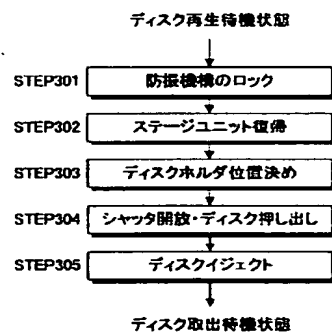 ディスク再生待機状態
STEP301 防振機構のロック
STEP302 ステージユニット復帰
STEP303 ディスクホルダ位置決め
STEP304 シャッタ開放・ディスク押し出し
STEP305 ディスクイジェクト
ディスク取出待機状態